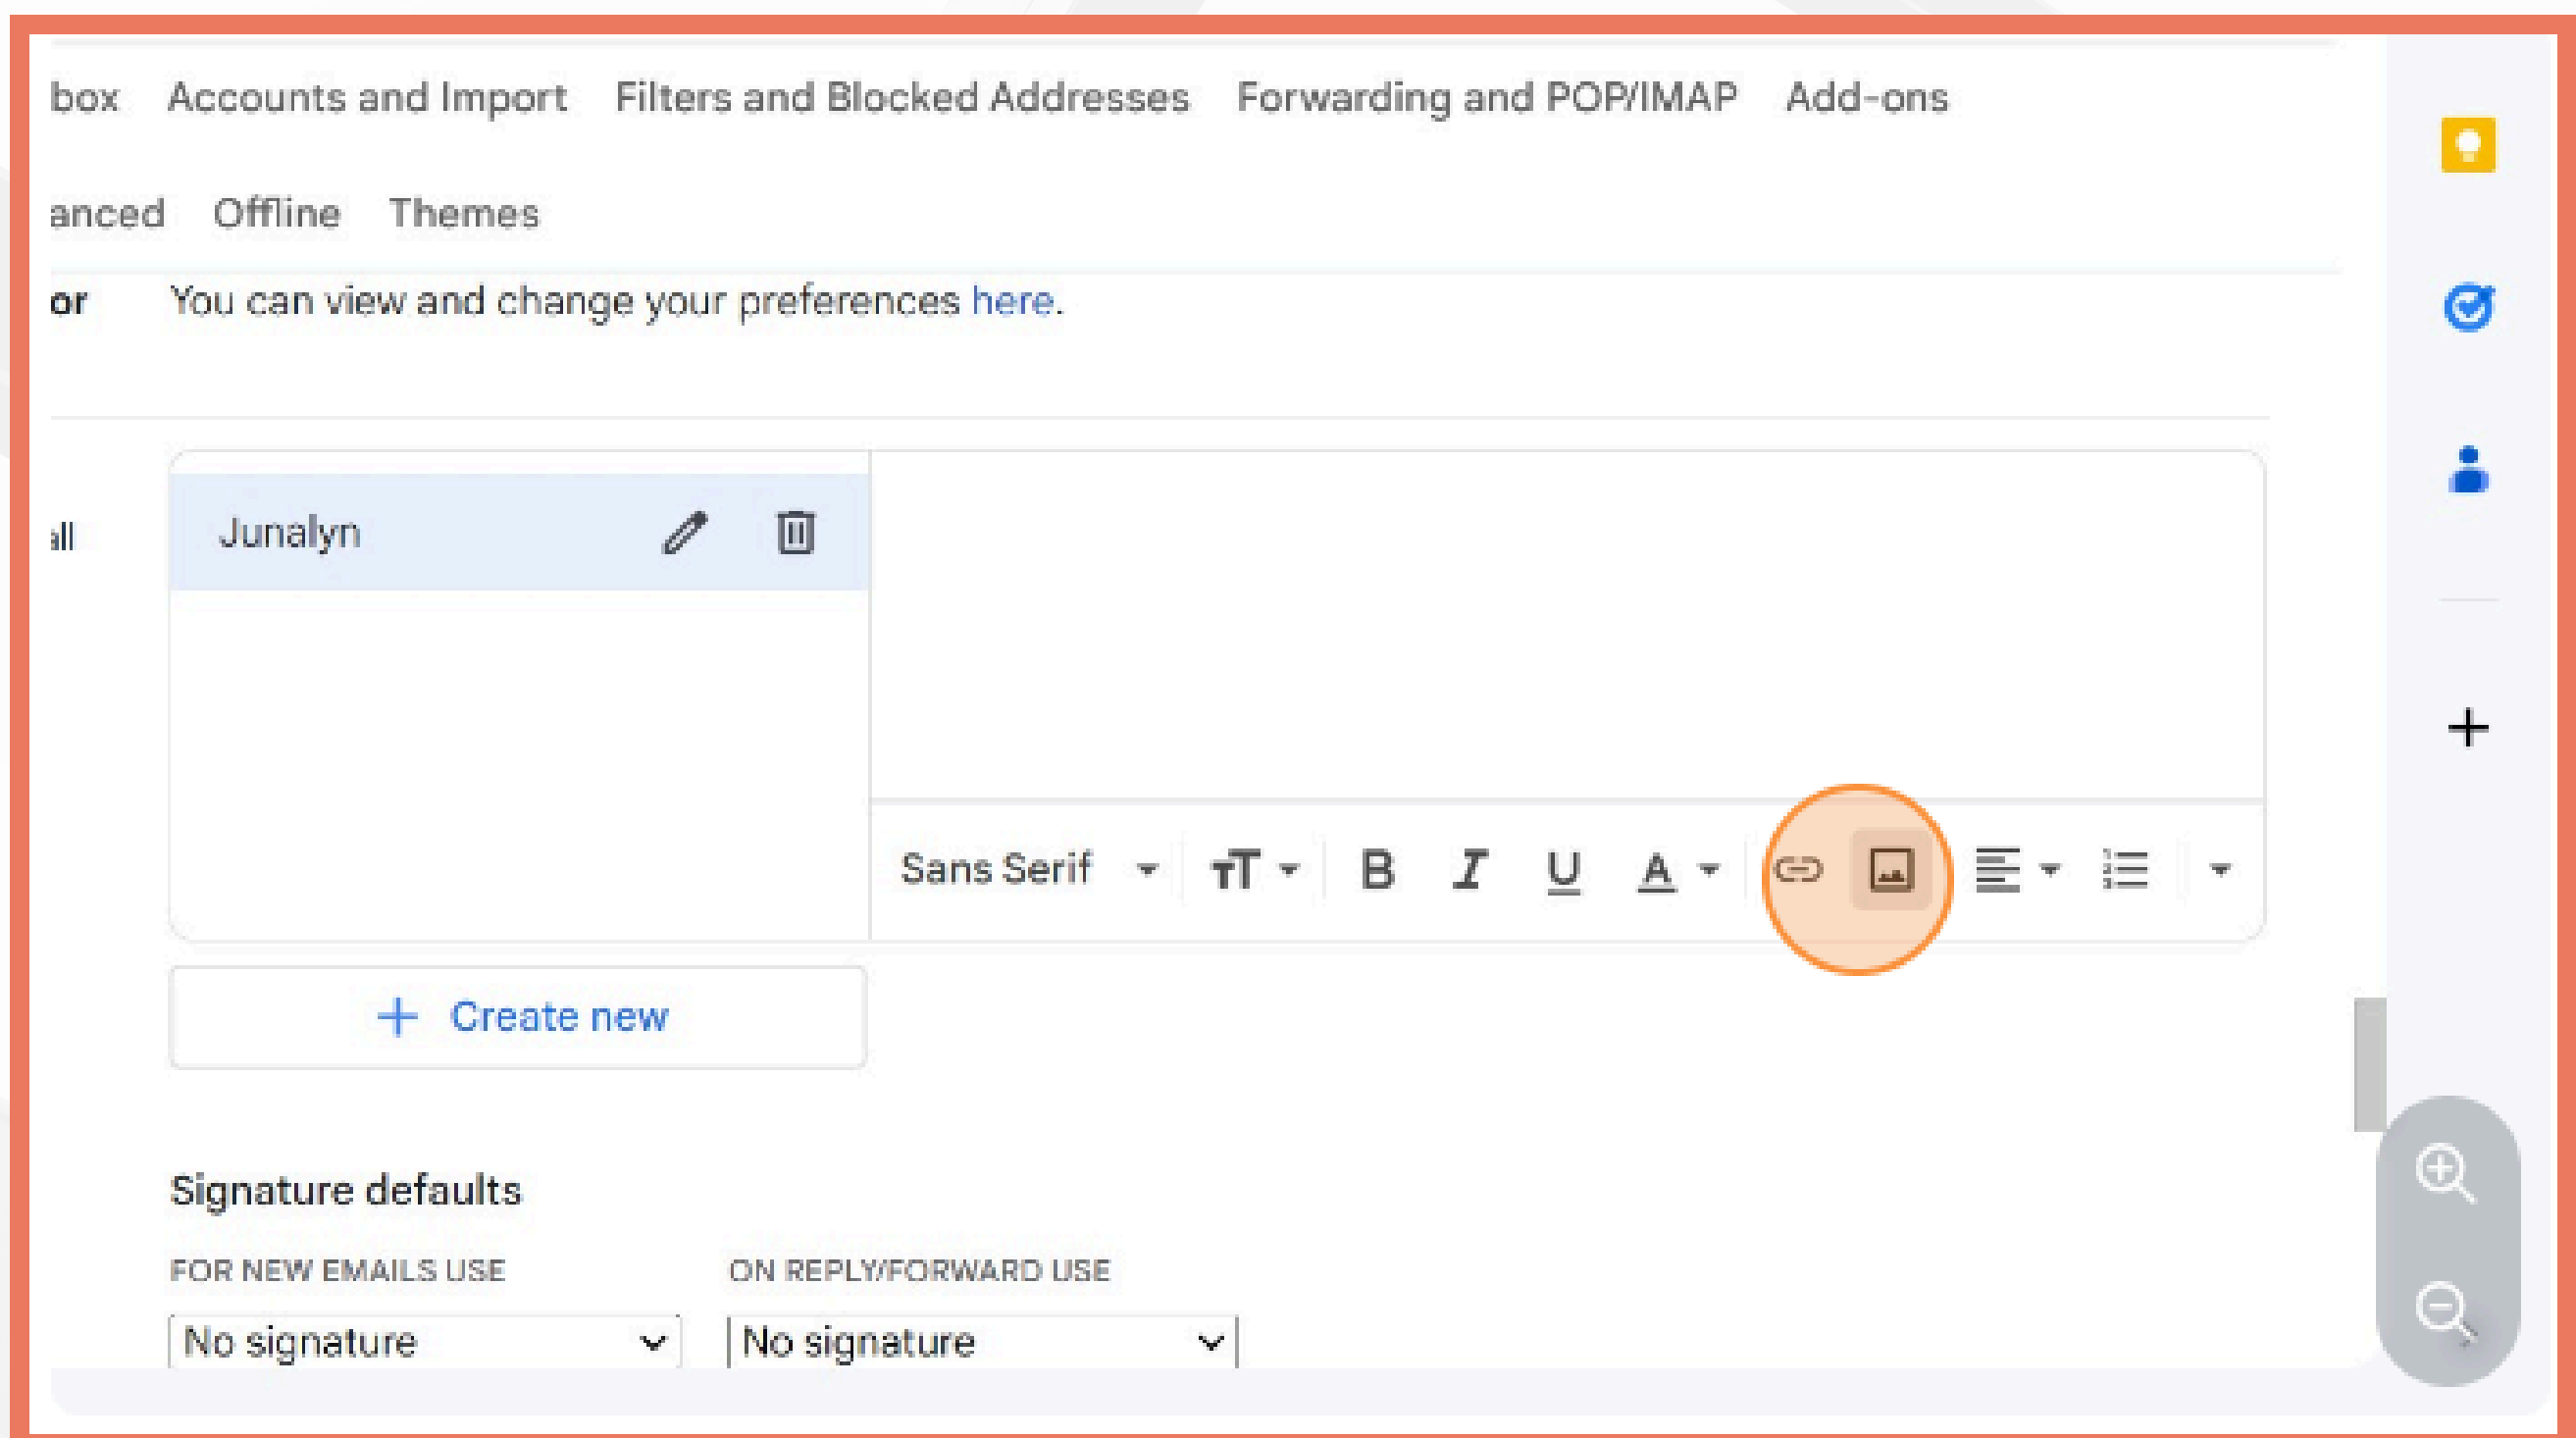 box Accounts and Import Filters and Blocked Addresses Forwarding and POP/IMAP Add-ons
anced Offline Themes
or You can view and change your preferences here.
all Junalyn
Sans Serif
Create new
Signature defaults
FOR NEW EMAILS USE ON REPLY/FORWARD USE
No signature No signature